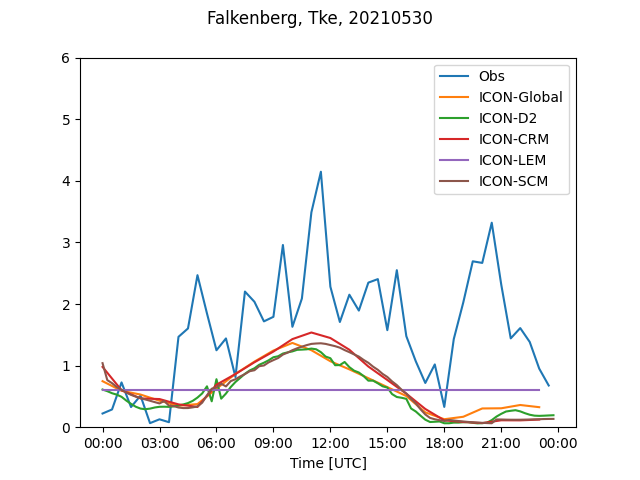 Falkenberg, Tke, 20210530
6
5
4
3
2
1
0
Obs
ICON-Global
ICON-D2
ICON-CRM
ICON-LEM
ICON-SCM
00:00 03:00 06:00 09:00 12:00 15:00 18:00 21:00 00:00
Time [UTC]